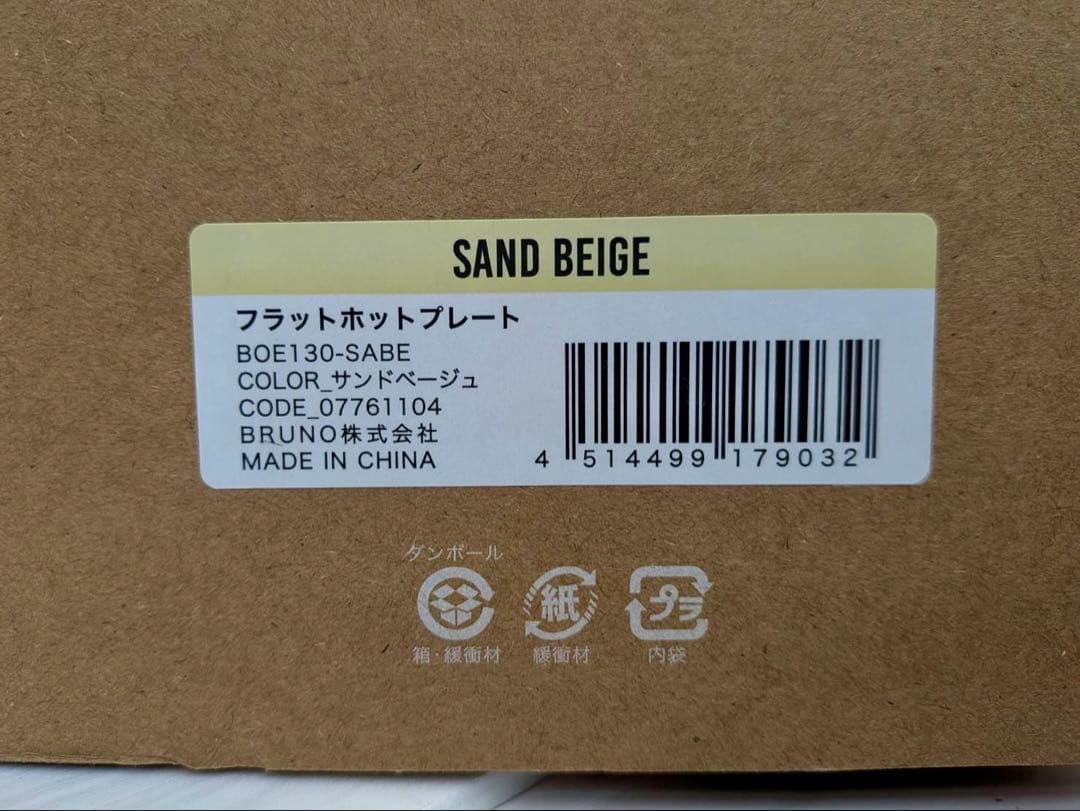 SAND BEIGE
フラットホットプレート
BOE130-SABE
COLOR_サンドベージュ
CODE_07761104
BRUNO株式会社
MADE IN CHINA
4 514499 179032
ダンボール
紙 プラ
箱・緩衝材 緩衝材 内袋